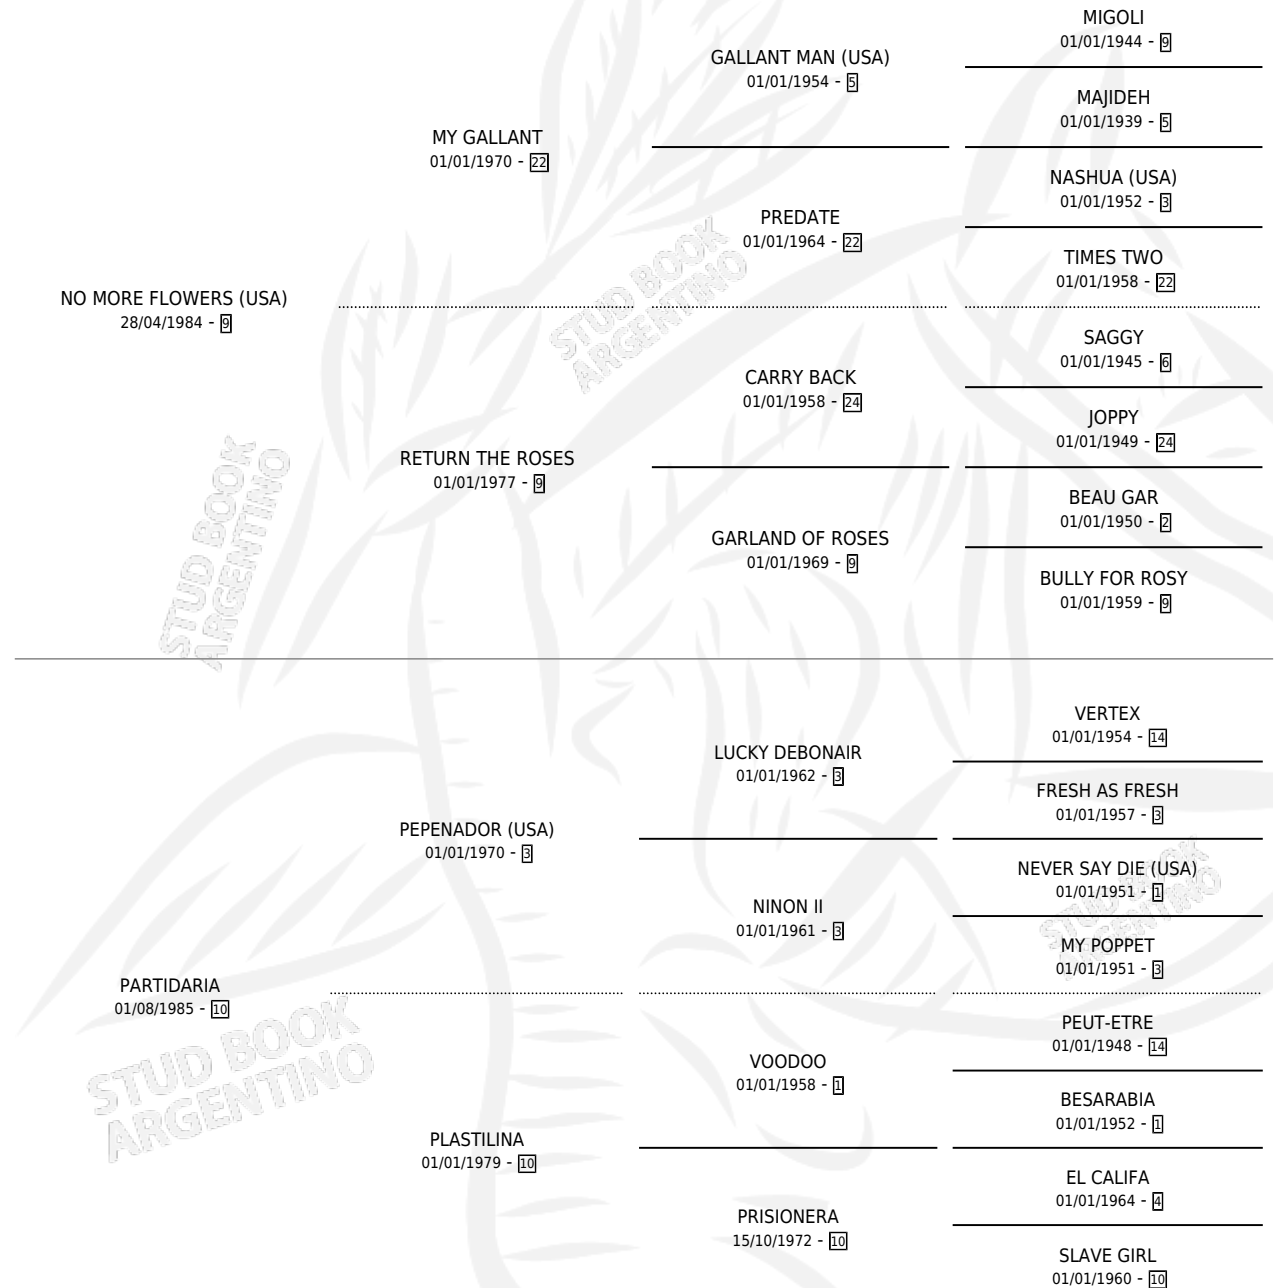 MIGOLI
01/01/1944 - 9
GALLANT MAN (USA)
01/01/1954 - 5
MAJIDEH
01/01/1939 - 5
MY GALLANT
01/01/1970 - 22
NASHUA (USA)
01/01/1952 - 3
PREDATE
01/01/1964 - 22
TIMES TWO
01/01/1958 - 22
NO MORE FLOWERS (USA)
28/04/1984 - 9
STUD BOOK
ARGENTINO
SAGGY
01/01/1945 - 6
CARRY BACK
01/01/1958 - 24
JOPPY
01/01/1949 - 24
RETURN THE ROSES
01/01/1977 - 9
BEAU GAR
01/01/1950 - 2
GARLAND OF ROSES
01/01/1969 - 9
BULLY FOR ROSY
01/01/1959 - 9
STUD BOOK
ARGENTINO
VERTEX
01/01/1954 - 14
LUCKY DEBONAIR
01/01/1962 - 3
FRESH AS FRESH
01/01/1957 - 3
PEPENADOR (USA)
01/01/1970 - 3
NEVER SAY DIE (USA)
01/01/1951 - 1
NINON II
01/01/1961 - 3
MY POPPET
01/01/1951 - 3
STUD BOOK
ARGENTINO
PARTIDARIA
01/08/1985 - 10
PEUT-ETRE
01/01/1948 - 14
VOODOO
01/01/1958 - 1
BESARABIA
01/01/1952 - 1
STUD BOOK
ARGENTINO
PLASTILINA
01/01/1979 - 10
EL CALIFA
01/01/1964 - 4
PRISIONERA
15/10/1972 - 10
SLAVE GIRL
01/01/1960 - 10